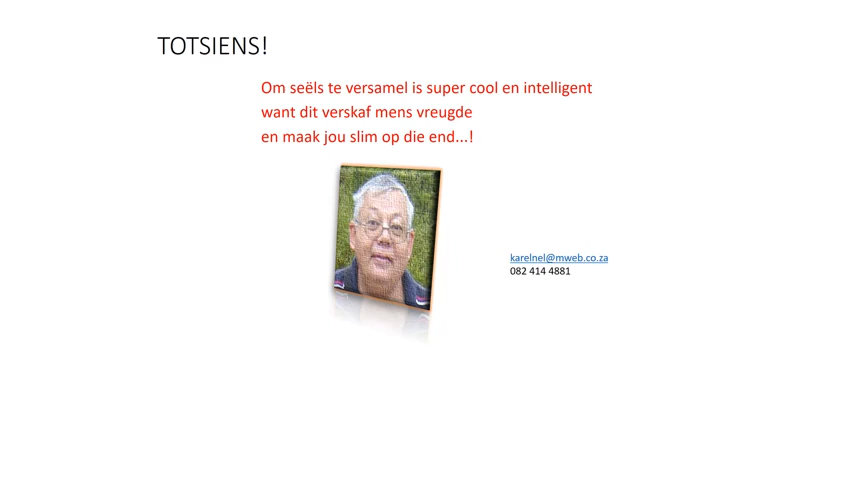 TOTSIENS!
Om seëls te versamel is super cool en intelligent
want dit verskaf mens vreugde
en maak jou slim op die end...!
karelnel@mweb.co.za
082 414 4881